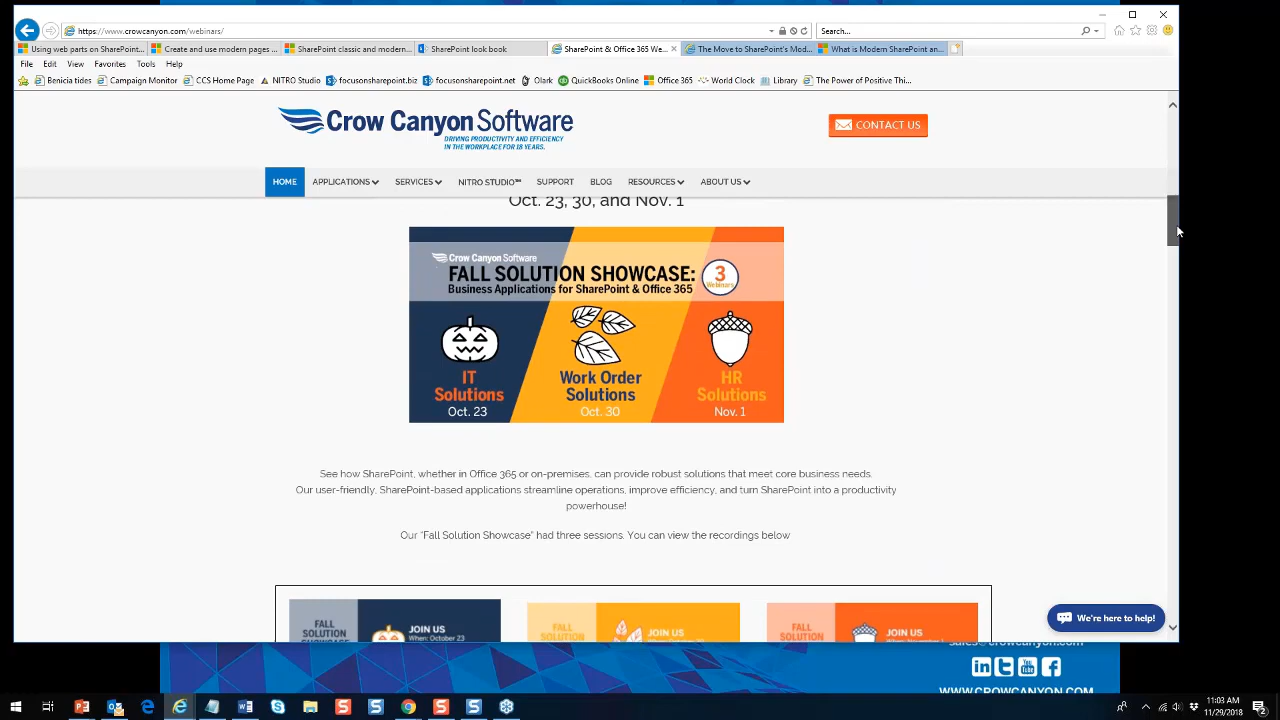 https://www.crowcanyon.com/webinars/
Search...
Using web parts on SharePoint...
Create and use modern pages ...
SharePoint classic and modern...
SharePoint look book
SharePoint & Office 365 We...
The Move to SharePoint's Mod...
What is Modern SharePoint an...
File Edit View Favorites Tools Help
Benicia tides
Campaign Monitor
CCS Home Page
NITRO Studio
focusonsharepoint.biz
focusonsharepoint.net
Olark
QuickBooks Online
Office 365
World Clock
Library
The Power of Positive Thi...
Crow Canyon Software
DRIVING PRODUCTIVITY AND EFFICIENCY
IN THE WORKPLACE FOR 18 YEARS.
CONTACT US
HOME APPLICATIONS SERVICES NITRO STUDIO™ SUPPORT BLOG RESOURCES ABOUT US
Oct. 23, 30, and Nov. 1
Crow Canyon Software
FALL SOLUTION SHOWCASE:
Business Applications for SharePoint & Office 365
3
Webinars
IT
Solutions
Oct. 23
Work Order
Solutions
Oct. 30
HR
Solutions
Nov. 1
See how SharePoint, whether in Office 365 or on-premises, can provide robust solutions that meet core business needs.
Our user-friendly, SharePoint-based applications streamline operations, improve efficiency, and turn SharePoint into a productivity
powerhouse!
Our "Fall Solution Showcase" had three sessions. You can view the recordings below
FALL
SOLUTION
JOIN US
When: October 23
FALL
SOLUTION
JOIN US
FALL
SOLUTION
JOIN US
We're here to help!
sales@crowcanyon.com
WWW.CROWCANYON.COM
11:03 AM
11/29/2018
2